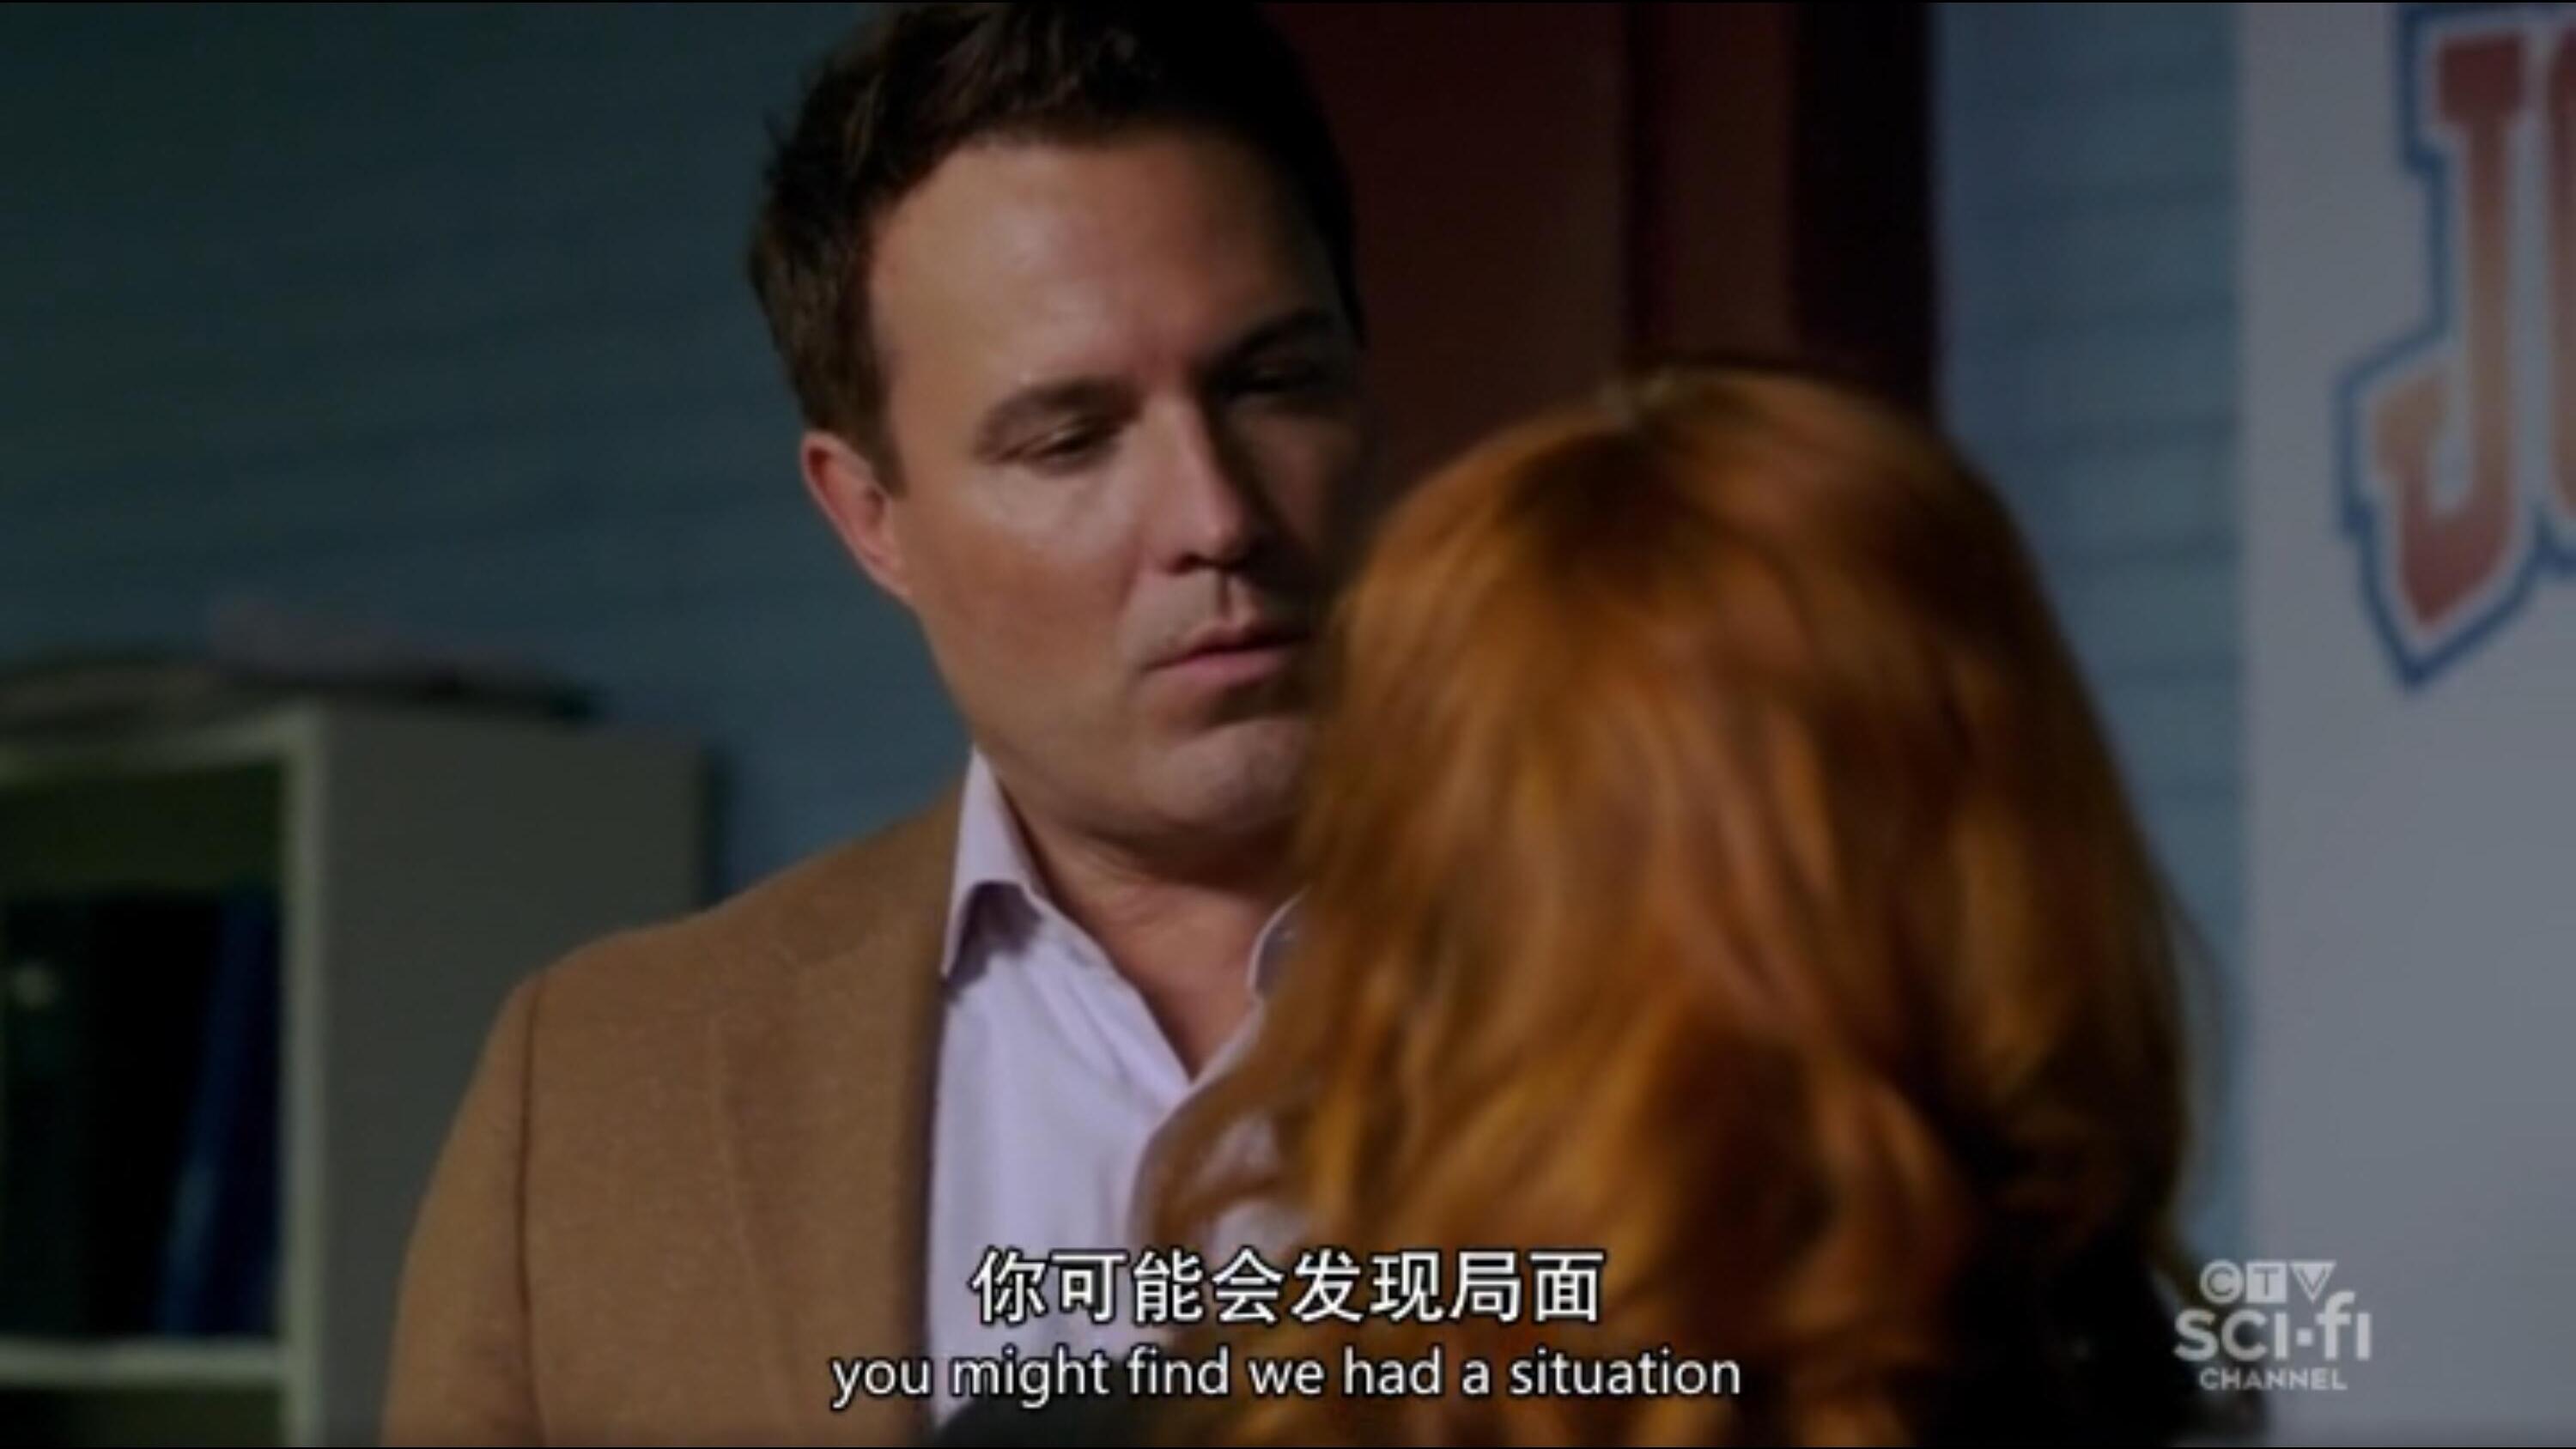 你可能会发现局面
you might find we had a situation
CTV
sci-fi
CHANNEL